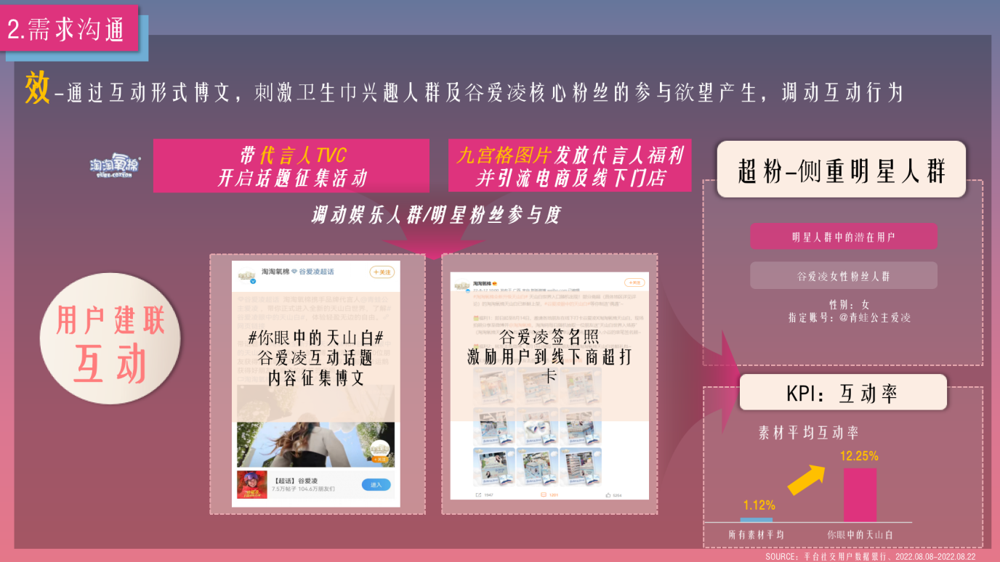 2.需求沟通
效-通过互动形式博文，刺激卫生巾兴趣人群及谷爱凌核心粉丝的参与欲望产生，调动互动行为
淘淘氧棉
PURE·COTTON
带代言人TVC
开启话题征集活动
九宫格图片发放代言人福利
并引流电商及线下门店
调动娱乐人群/明星粉丝参与度
用户建联
互动
淘淘氧棉 谷爱凌超话
+关注
#你眼中的天山白#
谷爱凌互动话题
内容征集博文
+关注
【超话】谷爱凌
7.5万帖子 104.6万朋友们
进入
淘淘氧棉
+关注
谷爱凌签名照
激励用户到线下商超打
卡
1947
5264
超粉-侧重明星人群
明星人群中的潜在用户
谷爱凌女性粉丝人群
性别：女
指定账号：@青蛙公主爱凌
KPI：互动率
素材平均互动率
12.25%
1.12%
所有素材平均
你眼中的天山白
SOURCE：平台社交用户数据银行、2022.08.08-2022.08.22